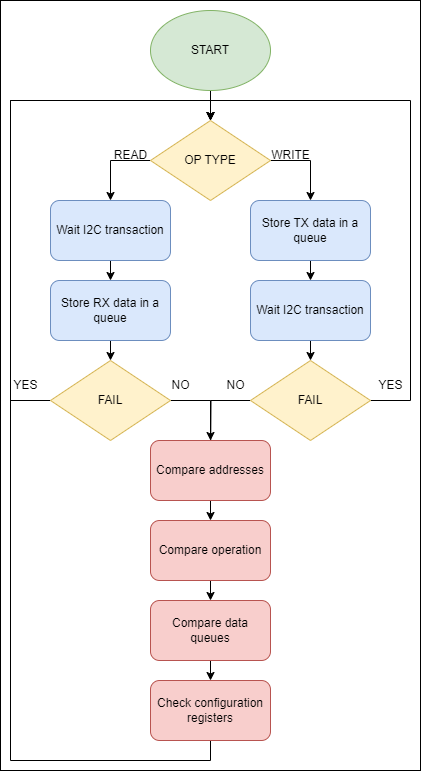 START
OP TYPE
READ
WRITE
Wait I2C transaction
Store TX data in a
queue
Store RX data in a
queue
Wait I2C transaction
YES
FAIL
NO
NO
FAIL
YES
Compare addresses
Compare operation
Compare data
queues
Check configuration
registers